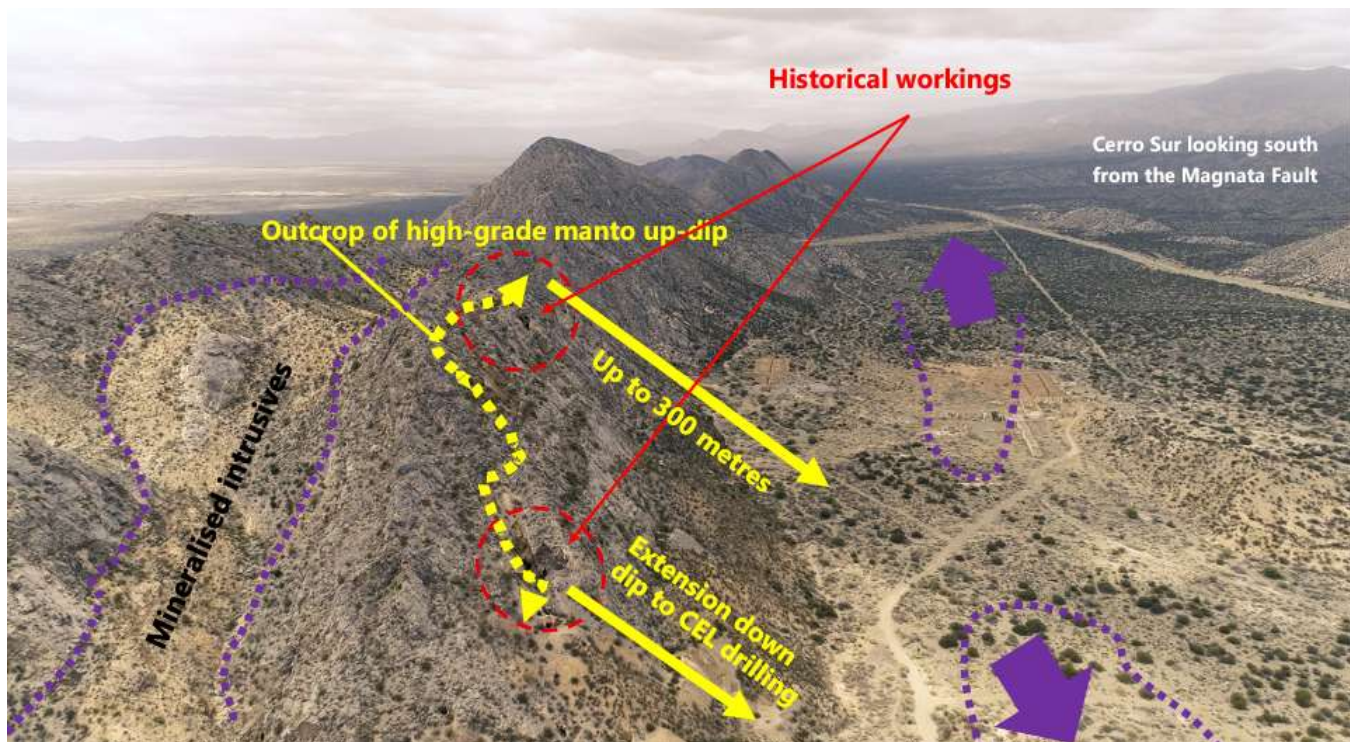 Historical workings
Cerro Sur looking south
from the Magnata Fault
Outcrop of high-grade manto up-dip
Up to 300 metres
Mineralised intrusives
Extension down
dip to CEL drilling